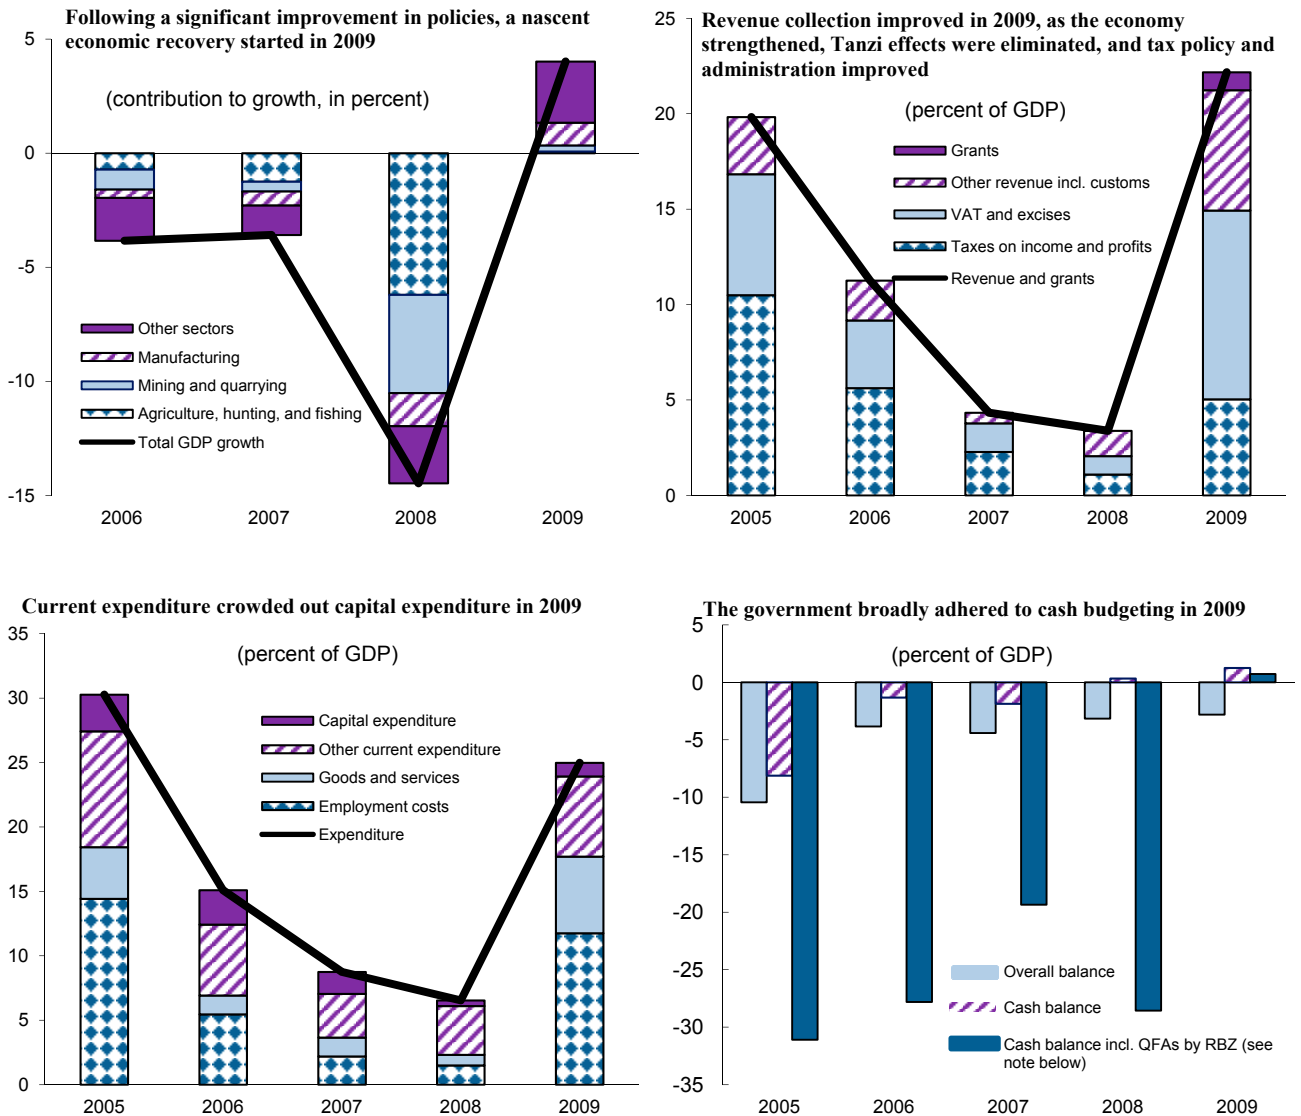 Following a significant improvement in policies, a nascent
economic recovery started in 2009
(contribution to growth, in percent)
5
0
-5
-10
-15
Other sectors
Manufacturing
Mining and quarrying
Agriculture, hunting, and fishing
Total GDP growth
2006
2007
2008
2009
Revenue collection improved in 2009, as the economy
strengthened, Tanzi effects were eliminated, and tax policy and
administration improved
(percent of GDP)
25
20
15
10
5
0
Grants
Other revenue incl. customs
VAT and excises
Taxes on income and profits
Revenue and grants
2005
2006
2007
2008
2009
Current expenditure crowded out capital expenditure in 2009
(percent of GDP)
35
30
25
20
15
10
5
0
Capital expenditure
Other current expenditure
Goods and services
Employment costs
Expenditure
2005
2006
2007
2008
2009
The government broadly adhered to cash budgeting in 2009
(percent of GDP)
5
0
-5
-10
-15
-20
-25
-30
-35
Overall balance
Cash balance
Cash balance incl. QFAs by RBZ (see
note below)
2005
2006
2007
2008
2009